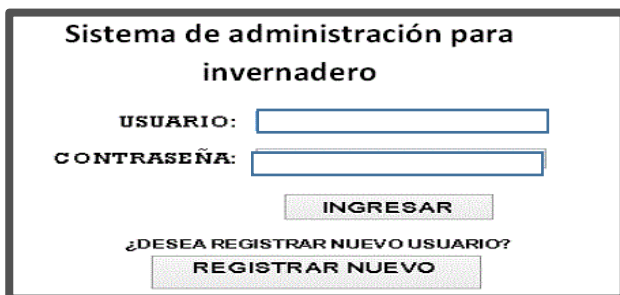 Sistema de administración para
invernadero
USUARIO:
CONTRASEÑA:
INGRESAR
¿DESEA REGISTRAR NUEVO USUARIO?
REGISTRAR NUEVO